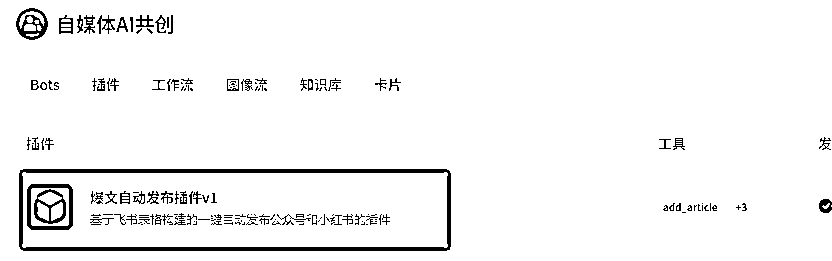 自媒体AI共创
Bots 插件 工作流 图像流 知识库 卡片
插件 工具 发
爆文自动发布插件v1
基于飞书表格构建的一键自动发布公众号和小红书的插件
add_article +3